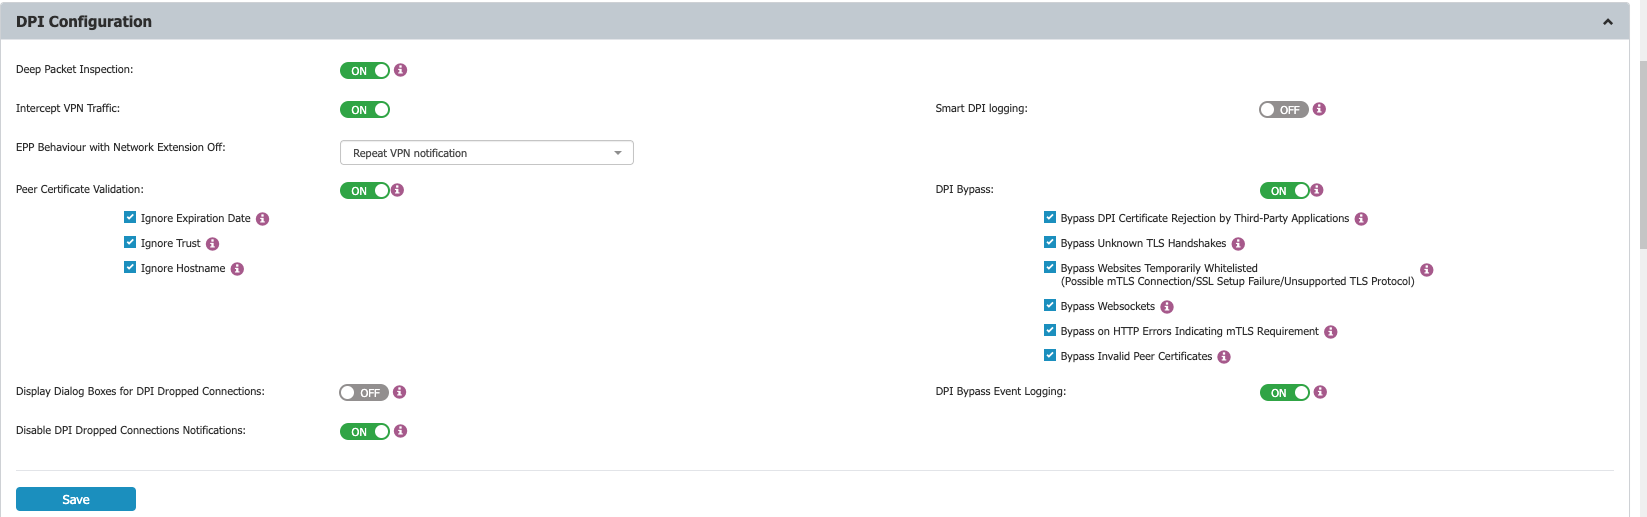 DPI Configuration
Deep Packet Inspection:
ON
Intercept VPN Traffic:
ON
Smart DPI logging:
OFF
EPP Behaviour with Network Extension Off:
Repeat VPN notification
Peer Certificate Validation:
ON
Ignore Expiration Date
Ignore Trust
Ignore Hostname
DPI Bypass:
ON
Bypass DPI Certificate Rejection by Third-Party Applications
Bypass Unknown TLS Handshakes
Bypass Websites Temporarily Whitelisted
(Possible mTLS Connection/SSL Setup Failure/Unsupported TLS Protocol)
Bypass Websockets
Bypass on HTTP Errors Indicating mTLS Requirement
Bypass Invalid Peer Certificates
Display Dialog Boxes for DPI Dropped Connections:
OFF
DPI Bypass Event Logging:
ON
Disable DPI Dropped Connections Notifications:
ON
Save